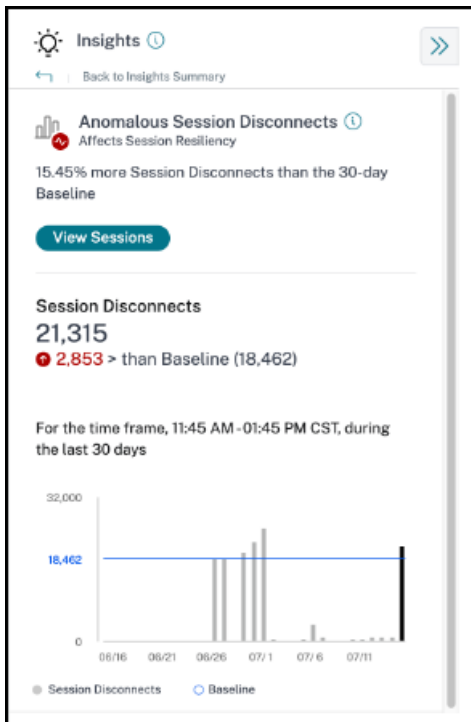 Insights
Back to Insights Summary
Anomalous Session Disconnects
Affects Session Resiliency
15.45% more Session Disconnects than the 30-day
Baseline
View Sessions
Session Disconnects
21,315
2,853 > than Baseline (18,462)
For the time frame, 11:45 AM-01:45 PM CST, during
the last 30 days
32,000
18,462
0
06/16 06/21 06/26 07/1 07/6 07/11
Session Disconnects Baseline